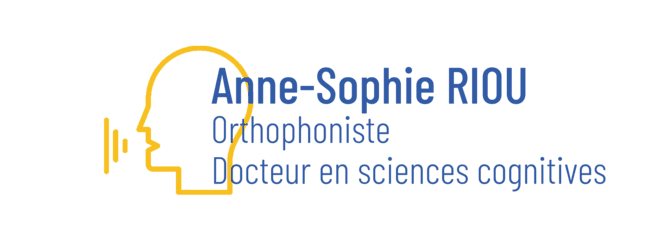 Anne-Sophie RIOU
Orthophoniste
Docteur en sciences cognitives